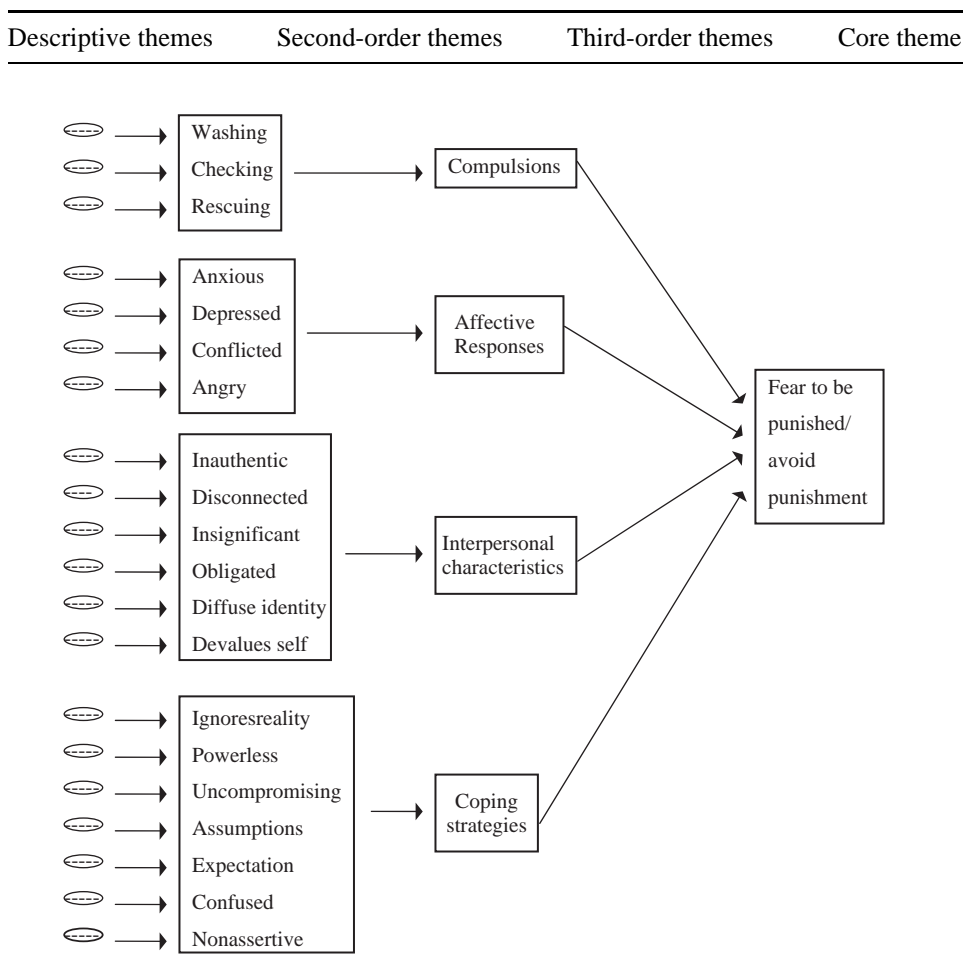 Descriptive themes Second-order themes Third-order themes Core theme
Washing
Checking
Rescuing
Compulsions
Anxious
Depressed
Conflicted
Angry
Affective
Responses
Inauthentic
Disconnected
Insignificant
Obligated
Diffuse identity
Devalues self
Interpersonal
characteristics
Ignoresreality
Powerless
Uncompromising
Assumptions
Expectation
Confused
Nonassertive
Coping
strategies
Fear to be
punished/
avoid
punishment